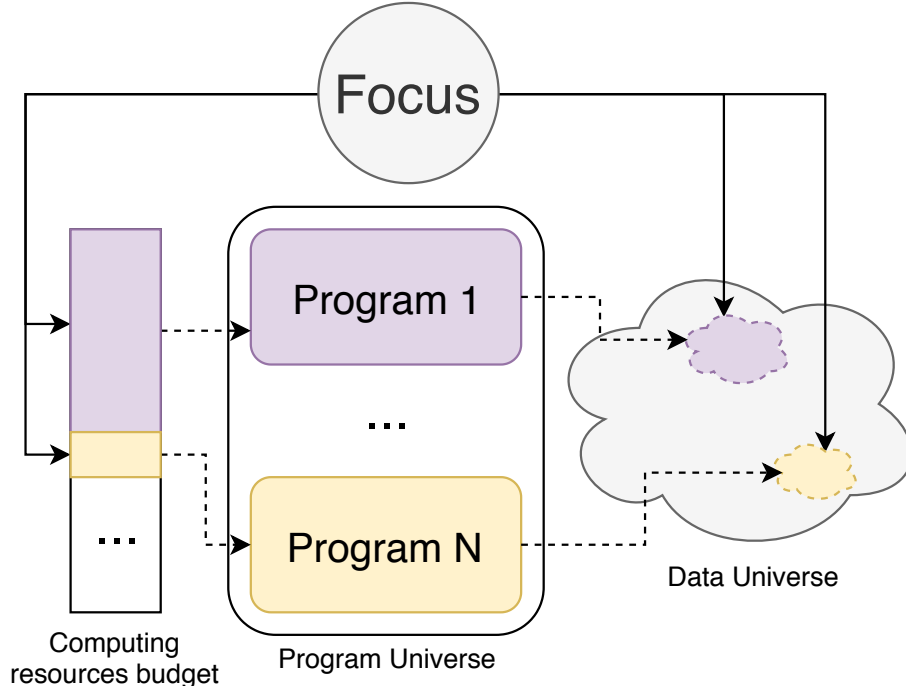 Focus
Program 1
...
Program N
...
Data Universe
Computing
resources budget
Program Universe